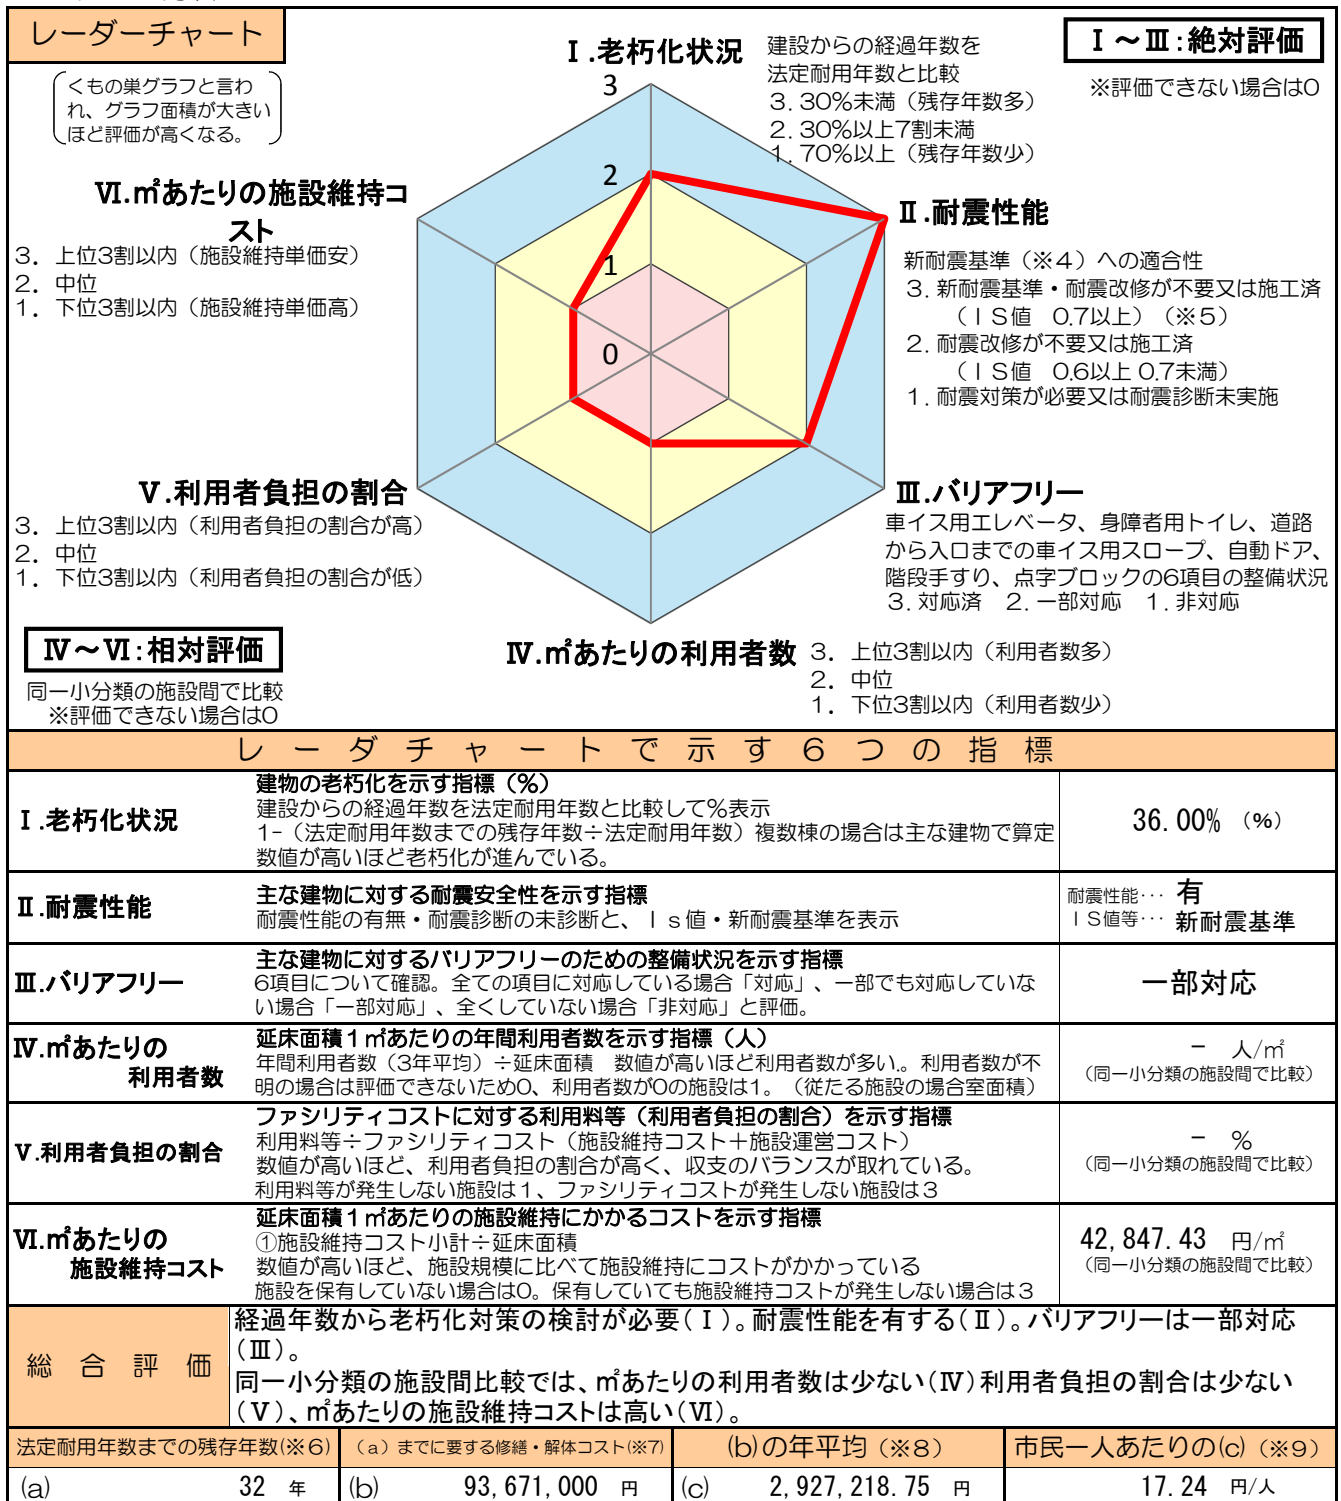 レーダーチャート
くもの巣グラフと言わ
れ、グラフ面積が大きい
ほど評価が高くなる。
Ⅰ～Ⅲ：絶対評価
※評価できない場合は0
Ⅰ.老朽化状況
建設からの経過年数を
法定耐用年数と比較
3. 30％未満（残存年数多）
2. 30％以上7割未満
1. 70％以上（残存年数少）
3
2
1
0
Ⅱ.耐震性能
新耐震基準（※4）への適合性
3. 新耐震基準・耐震改修が不要又は施工済
（ＩＳ値　0.7以上）（※5）
2. 耐震改修が不要又は施工済
（ＩＳ値　0.6以上 0.7未満）
1. 耐震対策が必要又は耐震診断未実施
Ⅵ.㎡あたりの施設維持コ
スト
3. 上位3割以内（施設維持単価安）
2. 中位
1. 下位3割以内（施設維持単価高）
Ⅲ.バリアフリー
車イス用エレベータ、身障者用トイレ、道路
から入口までの車イス用スロープ、自動ドア、
階段手すり、点字ブロックの6項目の整備状況
3. 対応済　2. 一部対応　1. 非対応
Ⅴ.利用者負担の割合
3. 上位3割以内（利用者負担の割合が高）
2. 中位
1. 下位3割以内（利用者負担の割合が低）
Ⅳ～Ⅵ：相対評価
同一小分類の施設間で比較
※評価できない場合は0
Ⅳ.㎡あたりの利用者数
3. 上位3割以内（利用者数多）
2. 中位
1. 下位3割以内（利用者数少）
レーダチャートで示す6つの指標
Ⅰ.老朽化状況
建物の老朽化を示す指標（％）
建設からの経過年数を法定耐用年数と比較して％表示
1-（法定耐用年数までの残存年数÷法定耐用年数）複数棟の場合は主な建物で算定
数値が高いほど老朽化が進んでいる。
36.00% （％）
Ⅱ.耐震性能
主な建物に対する耐震安全性を示す指標
耐震性能の有無・耐震診断の未診断と、Ｉｓ値・新耐震基準を表示
耐震性能･･･ 有
ＩＳ値等･･･ 新耐震基準
Ⅲ.バリアフリー
主な建物に対するバリアフリーのための整備状況を示す指標
6項目について確認。全ての項目に対応している場合「対応」、一部でも対応していな
い場合「一部対応」、全くしていない場合「非対応」と評価。
一部対応
Ⅳ.㎡あたりの
利用者数
延床面積１㎡あたりの年間利用者数を示す指標（人）
年間利用者数（3年平均）÷延床面積　数値が高いほど利用者数が多い。利用者数が不
明の場合は評価できないため0、利用者数が0の施設は1。（従たる施設の場合室面積）
－　人/㎡
（同一小分類の施設間で比較）
Ⅴ.利用者負担の割合
ファシリティコストに対する利用料等（利用者負担の割合）を示す指標
利用料等÷ファシリティコスト（施設維持コスト＋施設運営コスト）
数値が高いほど、利用者負担の割合が高く、収支のバランスが取れている。
利用料等が発生しない施設は１、ファシリティコストが発生しない施設は３
－　%
（同一小分類の施設間で比較）
Ⅵ.㎡あたりの
施設維持コスト
延床面積１㎡あたりの施設維持にかかるコストを示す指標
①施設維持コスト小計÷延床面積
数値が高いほど、施設規模に比べて施設維持にコストがかかっている
施設を保有していない場合は0。保有していても施設維持コストが発生しない場合は３
42,847.43　円/㎡
（同一小分類の施設間で比較）
総合評価
経過年数から老朽化対策の検討が必要(Ⅰ)。耐震性能を有する(Ⅱ)。バリアフリーは一部対応
(Ⅲ)。
同一小分類の施設間比較では、㎡あたりの利用者数は少ない(Ⅳ)利用者負担の割合は少ない
(Ⅴ)、㎡あたりの施設維持コストは高い(Ⅵ)。
法定耐用年数までの残存年数(※6)
（a）までに要する修繕・解体コスト(※7)
(b)の年平均（※8）
市民一人あたりの(c)（※9）
(a) 32 年
(b) 93,671,000 円
(c) 2,927,218.75 円
17.24 円/人